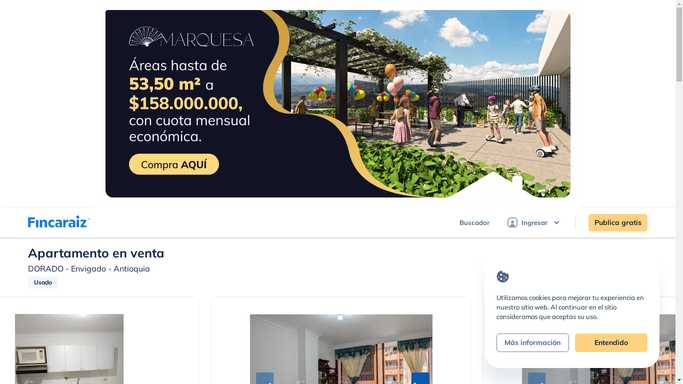 MARQUESA
Áreas hasta de
53,50 m² a
$158.000.000,
con cuota mensual
económica.
Compra AQUÍ
Fincaraiz
Buscador
Ingresar
Publica gratis
Apartamento en venta
DORADO - Envigado - Antioquia
Usado
Utilizamos cookies para mejorar tu experiencia en
nuestro sitio web. Al continuar en el sitio
consideramos que aceptas su uso.
Más información
Entendido